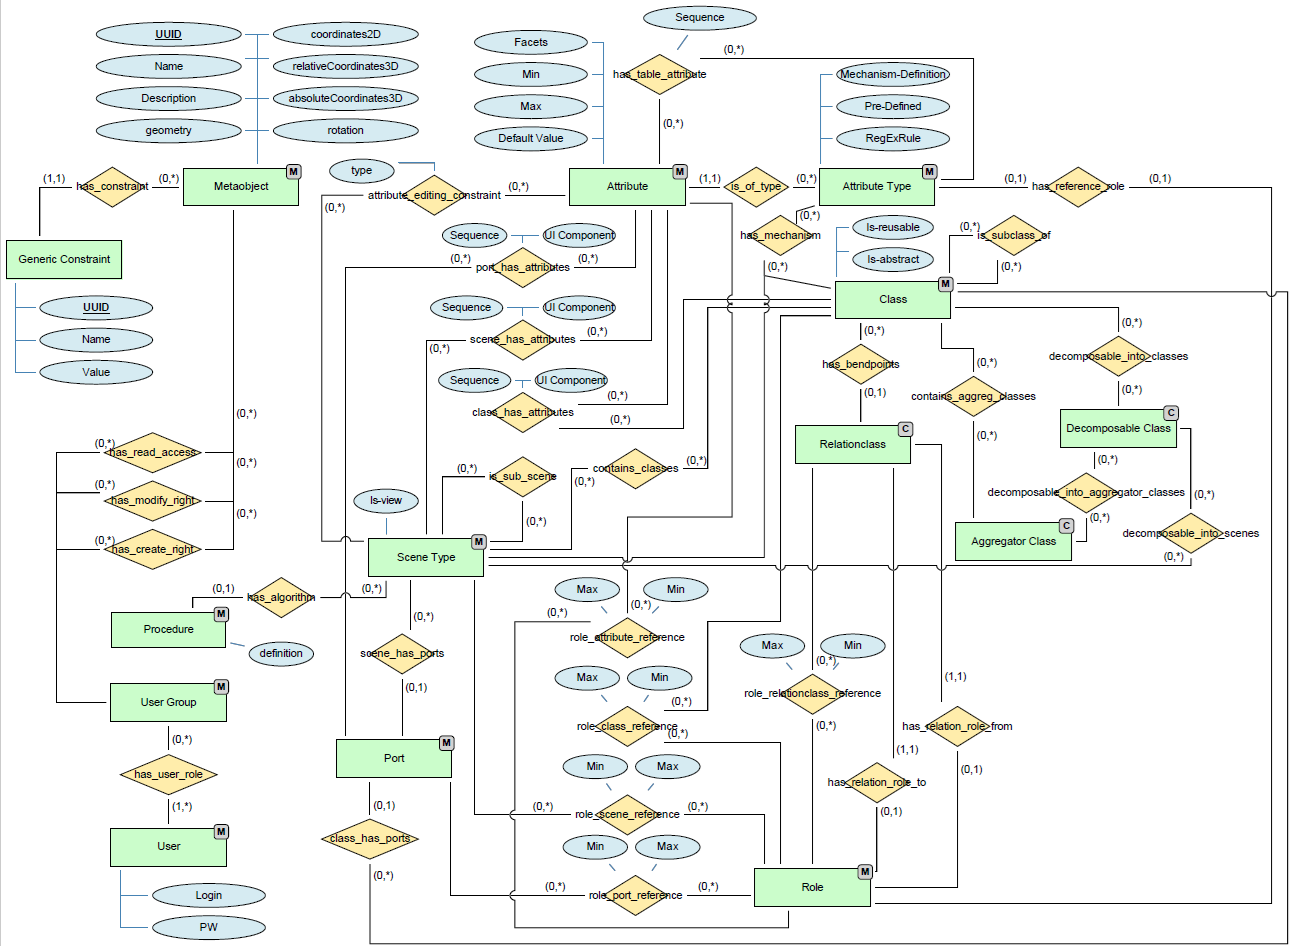 Sequence
UUID
coordinates2D
Facets
(0,*)
Name
relativeCoordinates3D
Min
has_table_attribute
Mechanism-Definition
Description
absoluteCoordinates3D
Max
Pre-Defined
geometry
rotation
Default Value
(0,*)
RegExRule
type
M
M
M
(1,1)
has_constraint
(0,*)
Metaobject
attribute_editing_constraint
(0,*)
Attribute
(1,1)
is_of_type
(0,*)
Attribute Type
(0,1)
has_reference_role
(0,1)
(0,*)
(0,*)
Sequence
UI Component
has_mechanism
Is-reusable
(0,*)
is_subclass_of
Generic Constraint
(0,*)
port_has_attributes
(0,*)
(0,*)
Is-abstract
(0,*)
M
UUID
Sequence
UI Component
Class
Name
scene_has_attributes
(0,*)
(0,*)
(0,*)
(0,*)
Value
Sequence
UI Component
has_bendpoints
decomposable_into_classes
(0,*)
(0,*)
class_has_attributes
(0,*)
(0,1)
contains_aggreg_classes
(0,*)
(0,*)
(0,*)
C
C
has_read_access
(0,*)
Relationclass
(0,*)
Decomposable Class
(0,*)
(0,*)
is_sub_scene
(0,*)
contains_classes
(0,*)
(0,*)
(0,*)
has_modify_right
Is-view
decomposable_into_aggregator_classes
(0,*)
(0,*)
(0,*)
(0,*)
C
(0,*)
has_create_right
M
Scene Type
Aggregator Class
decomposable_into_scenes
(0,*)
(0,1)
has_algorithm
(0,*)
Max
Min
M
Procedure
(0,*)
(0,*)
(0,*)
role_attribute_reference
definition
scene_has_ports
Max
Min
(0,*)
Max
Min
(1,1)
M
User Group
(0,1)
(0,*)
role_relationclass_reference
role_class_reference
(0,*)
(0,*)
has_relation_role_from
(0,*)
M
Port
(1,1)
has_user_role
Min
Max
(0,1)
has_relation_role_to
(1,*)
(0,1)
(0,*)
role_scene_reference
(0,*)
(0,1)
M
User
class_has_ports
Min
Max
(0,*)
M
Login
(0,*)
role_port_reference
(0,*)
Role
PW